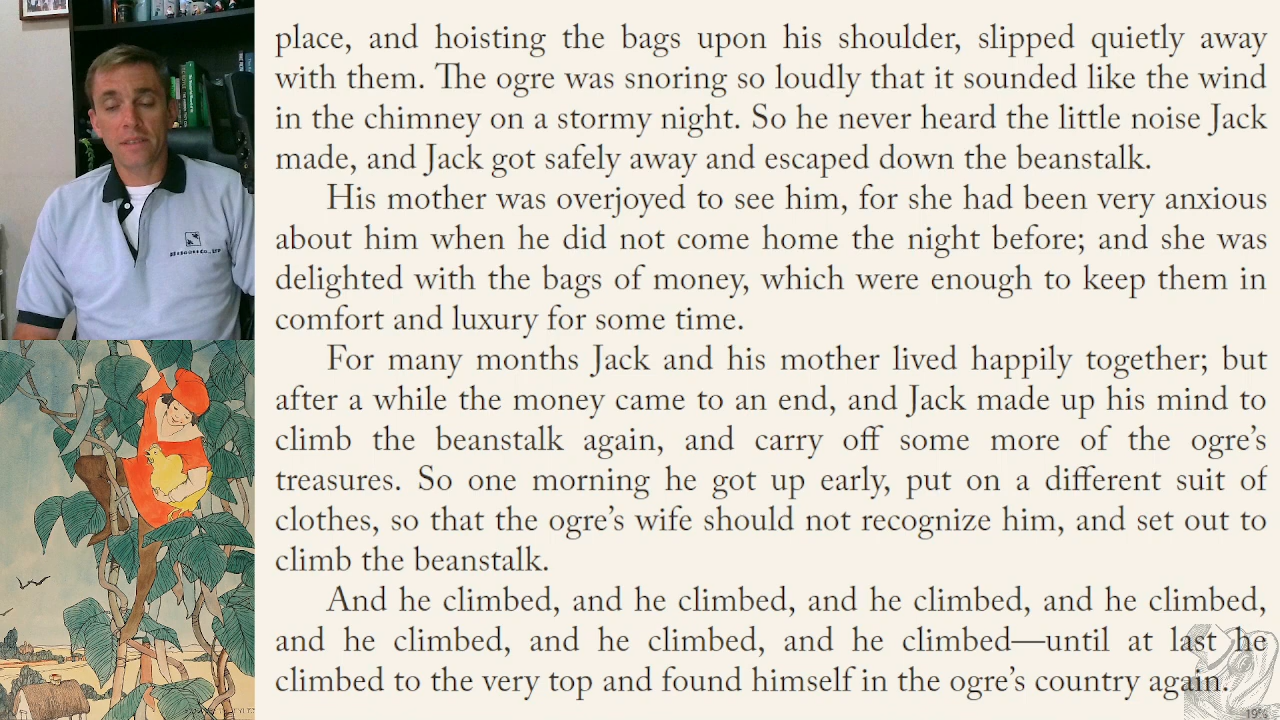 place, and hoisting the bags upon his shoulder, slipped quietly away
with them. The ogre was snoring so loudly that it sounded like the wind
in the chimney on a stormy night. So he never heard the little noise Jack
made, and Jack got safely away and escaped down the beanstalk.
His mother was overjoyed to see him, for she had been very anxious
about him when he did not come home the night before; and she was
delighted with the bags of money, which were enough to keep them in
comfort and luxury for some time.
For many months Jack and his mother lived happily together; but
after a while the money came to an end, and Jack made up his mind to
climb the beanstalk again, and carry off some more of the ogre’s
treasures. So one morning he got up early, put on a different suit of
clothes, so that the ogre’s wife should not recognize him, and set out to
climb the beanstalk.
And he climbed, and he climbed, and he climbed, and he climbed,
and he climbed, and he climbed, and he climbed—until at last he
climbed to the very top and found himself in the ogre’s country again.
19%